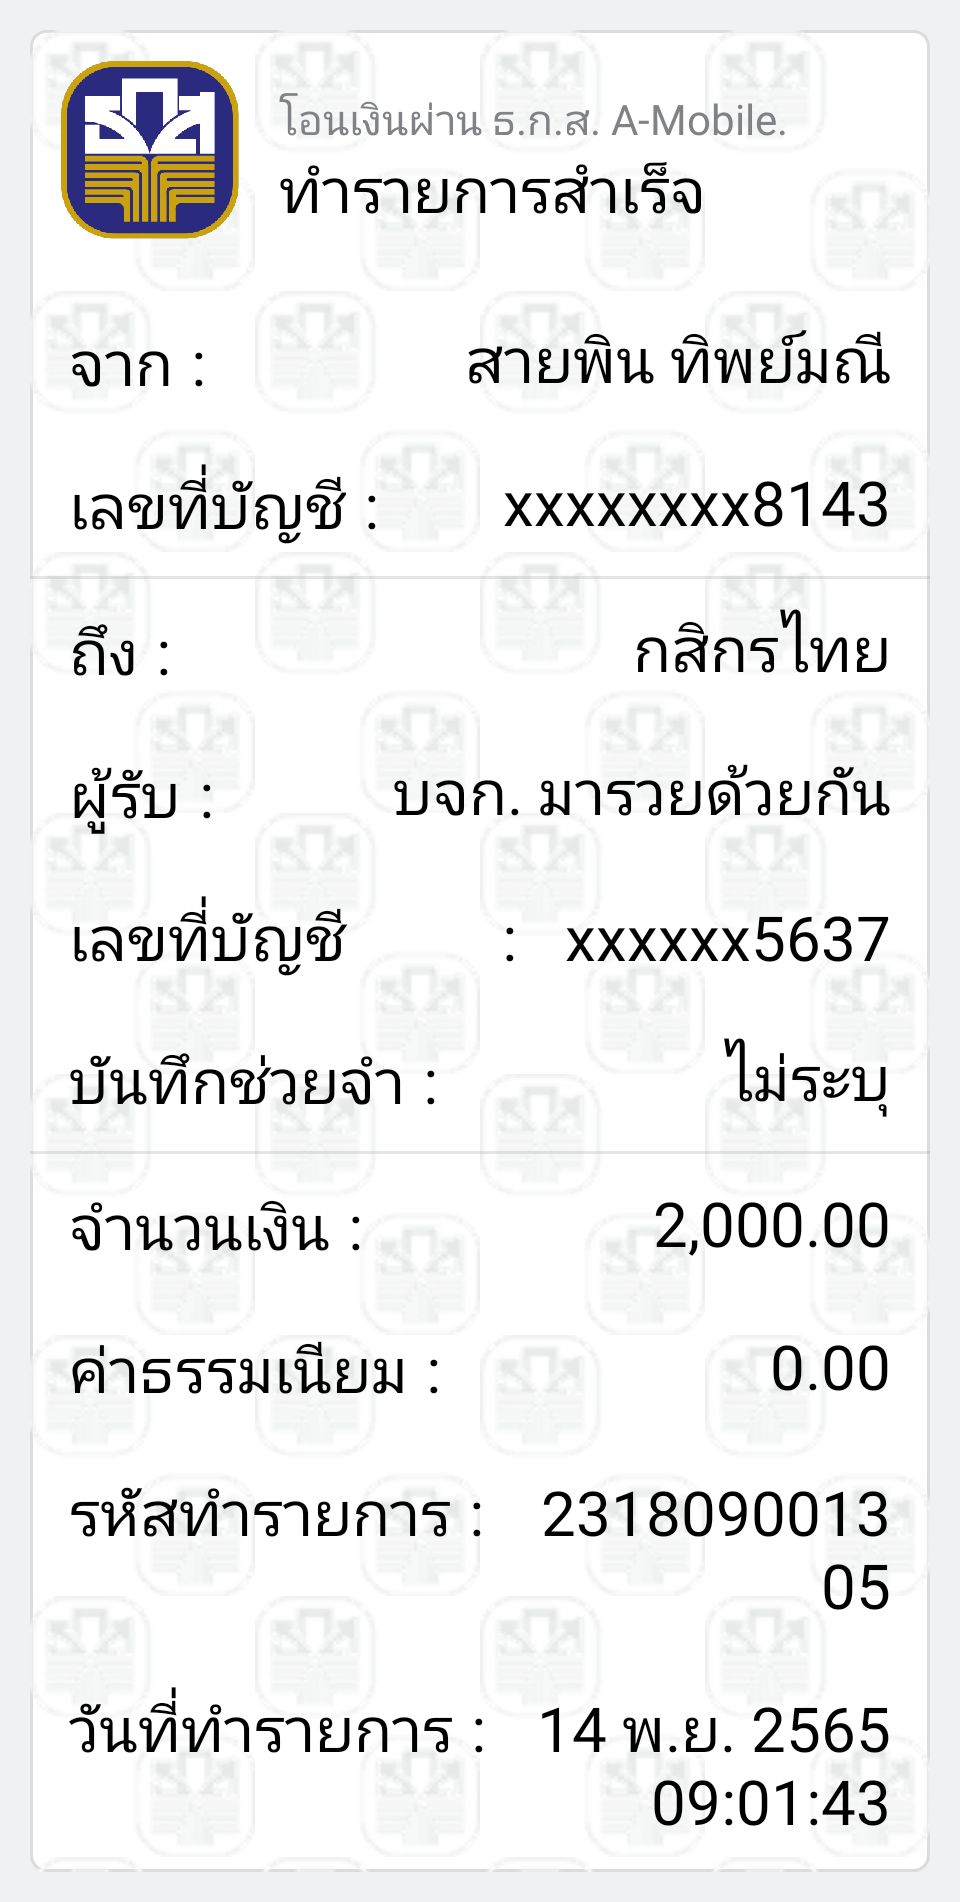 โอนเงินผ่าน ธ.ก.ส. A-Mobile.
ทำรายการสำเร็จ
จาก : สายพิน ทิพย์มณี
เลขที่บัญชี : xxxxxxxx8143
ถึง : กสิกรไทย
ผู้รับ : บจก. มารวยด้วยกัน
เลขที่บัญชี : xxxxxx5637
บันทึกช่วยจำ : ไม่ระบุ
จำนวนเงิน : 2,000.00
ค่าธรรมเนียม : 0.00
รหัสทำรายการ : 2318090013
05
วันที่ทำรายการ : 14 พ.ย. 2565
09:01:43